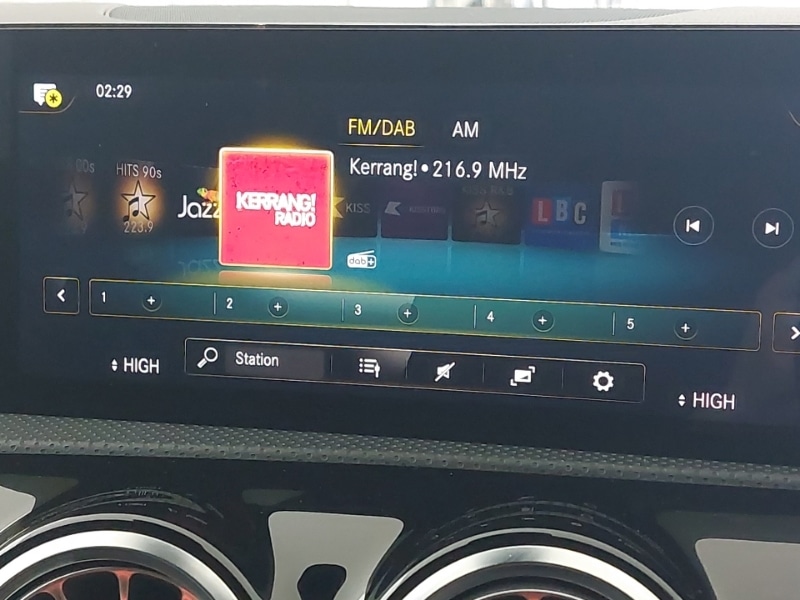 02:29
FM/DAB AM
Kerrang! • 216.9 MHz
00s
HITS 90s
223.9
Jazz
KERRANG!
RADIO
KISS
LBC
dab+
1 + 2 + 3 + 4 + 5 +
HIGH
Station
HIGH